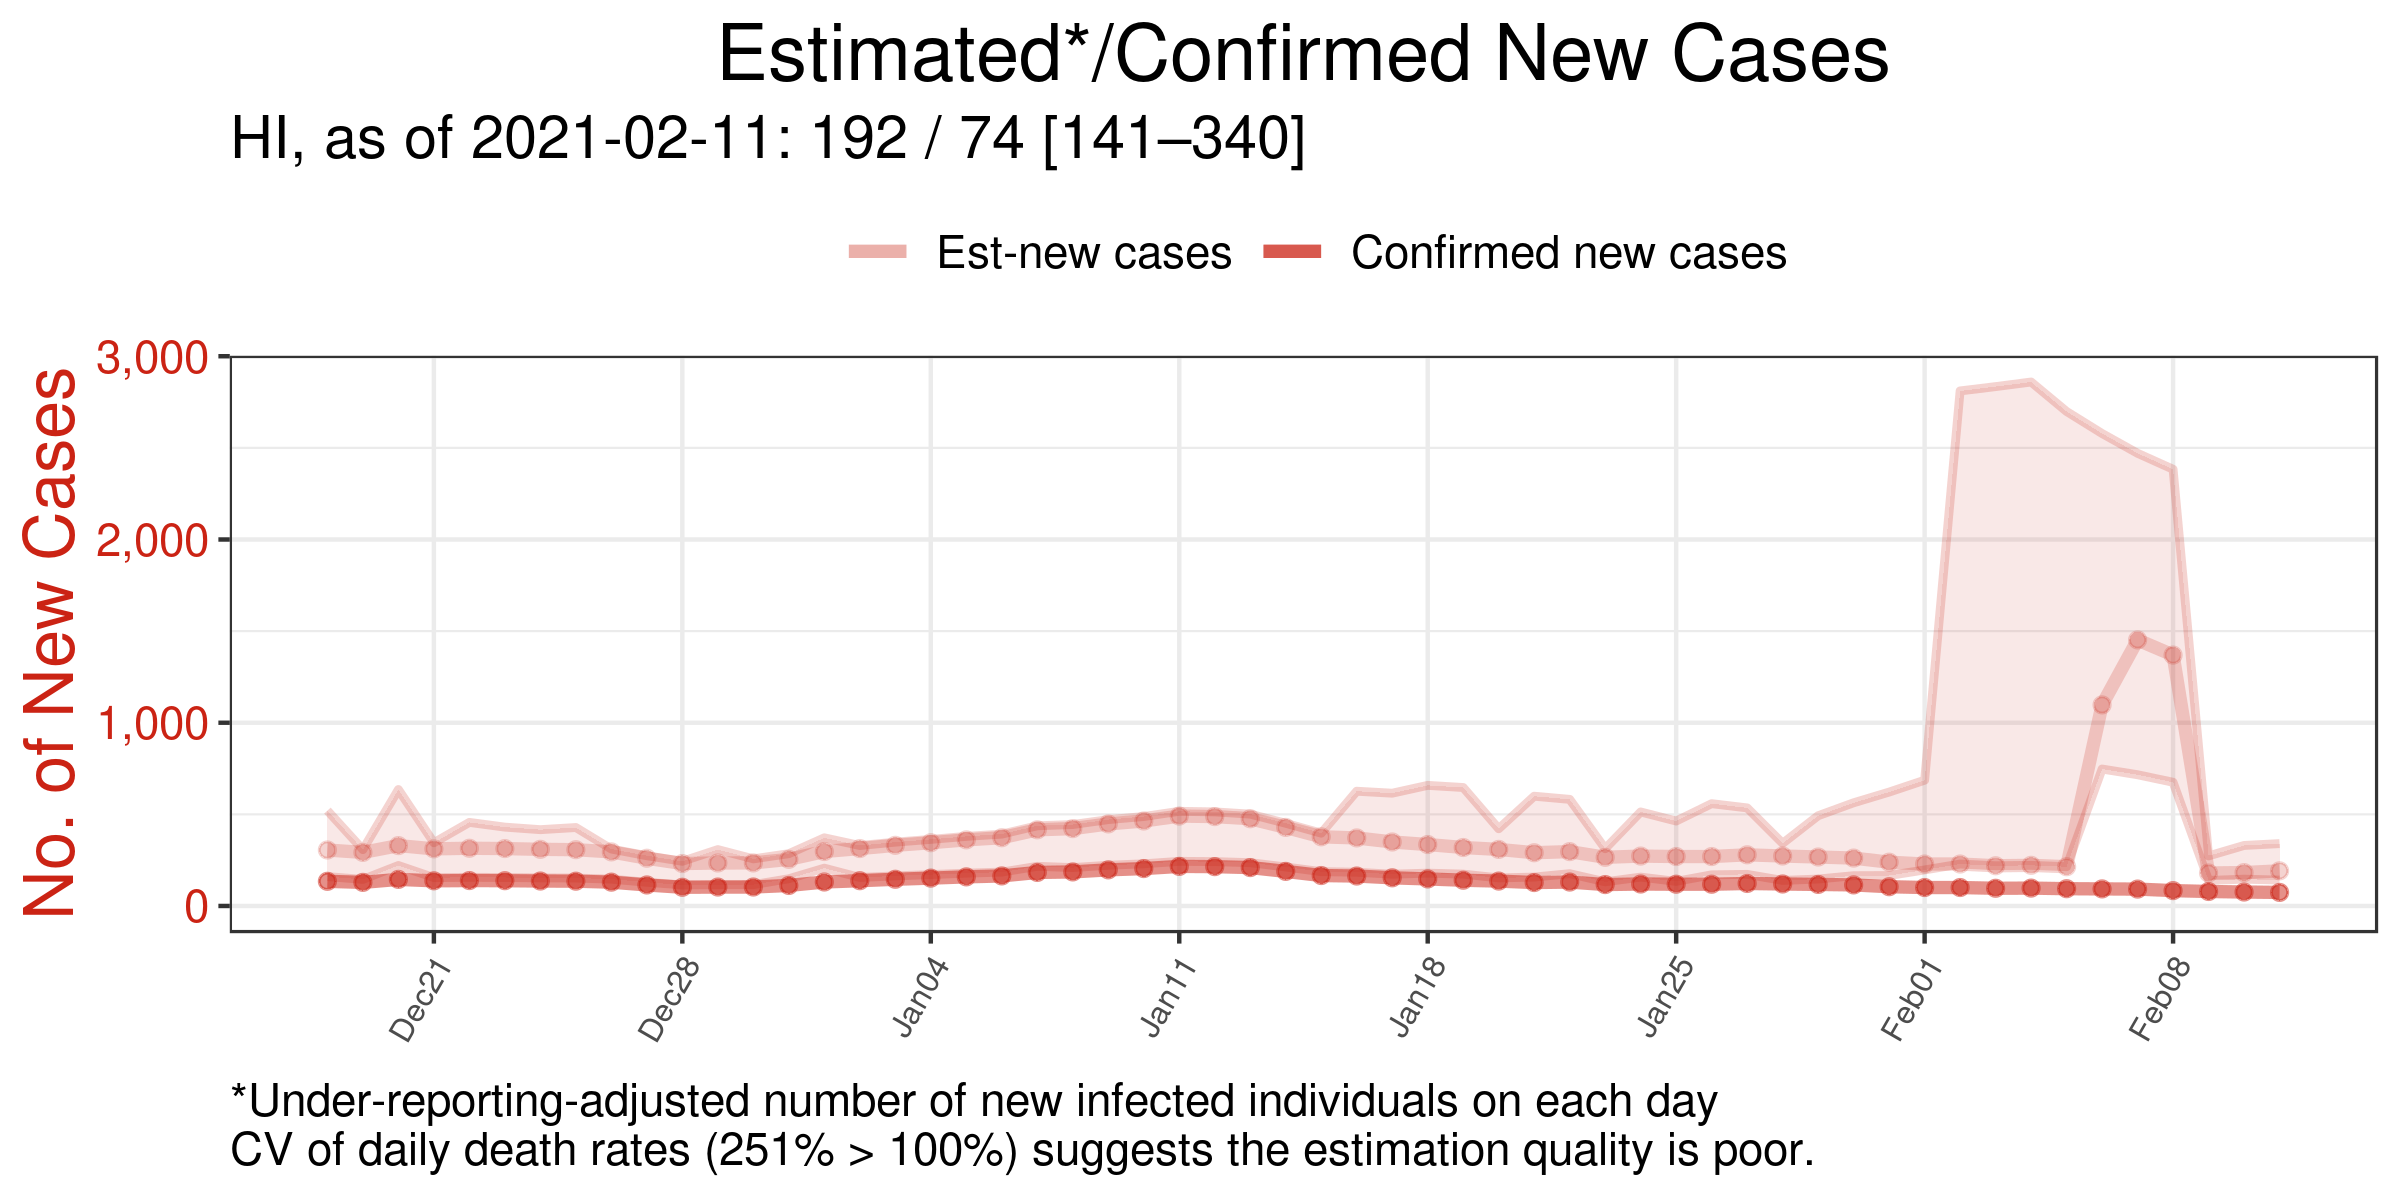 Estimated*/Confirmed New Cases
HI, as of 2021-02-11: 192 / 74 [141–340]
Est-new cases
Confirmed new cases
No. of New Cases
3,000
2,000
1,000
0
Dec21
Dec28
Jan04
Jan11
Jan18
Jan25
Feb01
Feb08
*Under-reporting-adjusted number of new infected individuals on each day
CV of daily death rates (251% > 100%) suggests the estimation quality is poor.